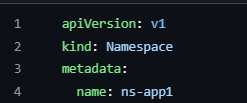 1 apiVersion: v1
2 kind: Namespace
3 metadata:
4   name: ns-app1